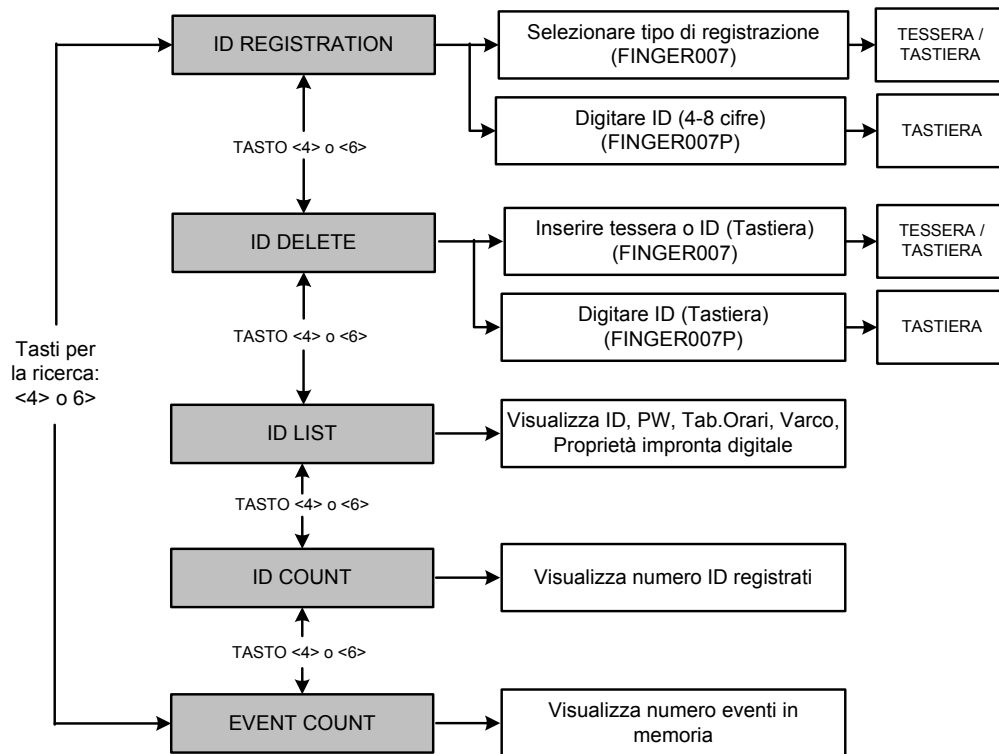 ID REGISTRATION
Selezionare tipo di registrazione
(FINGER007)
TESSERA /
TASTIERA
Digitare ID (4-8 cifre)
(FINGER007P)
TASTIERA
TASTO <4> o <6>
ID DELETE
Inserire tessera o ID (Tastiera)
(FINGER007)
TESSERA /
TASTIERA
Digitare ID (Tastiera)
(FINGER007P)
TASTIERA
TASTO <4> o <6>
Tasti per
la ricerca:
<4> o 6>
ID LIST
Visualizza ID, PW, Tab.Orari, Varco,
Proprietà impronta digitale
TASTO <4> o <6>
ID COUNT
Visualizza numero ID registrati
TASTO <4> o <6>
EVENT COUNT
Visualizza numero eventi in
memoria